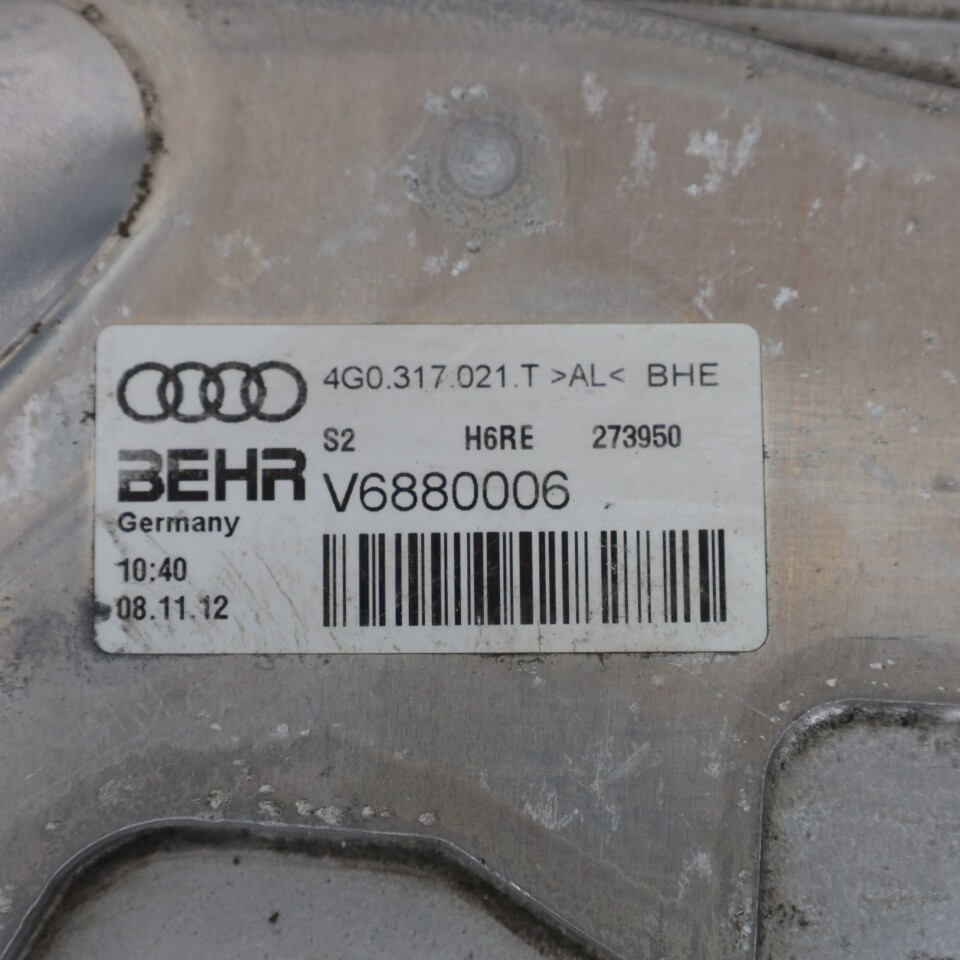 4G0.317.021.T >AL< BHE
S2 H6RE 273950
BEHR
V6880006
Germany
10:40
08.11.12